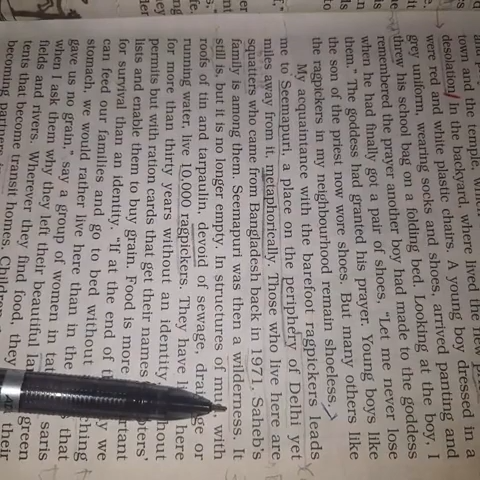 town and the temple, which
desolation. In the backyard, where lived the new
were red and white plastic chairs. A young boy dressed in a
grey uniform, wearing socks and shoes, arrived panting and
threw his school bag on a folding bed. Looking at the boy, I
remembered the prayer another boy had made to the goddess
when he had finally got a pair of shoes, “Let me never lose
them.” The goddess had granted his prayer. Young boys like
the son of the priest now wore shoes. But many others like
the ragpickers in my neighbourhood remain shoeless.
My acquaintance with the barefoot ragpickers leads
me to Seemapuri, a place on the periphery of Delhi yet
miles away from it, metaphorically. Those who live here are
squatters who came from Bangladesh back in 1971. Saheb’s
family is among them. Seemapuri was then a wilderness. It
still is, but it is no longer empty. In structures of with
roofs of tin and tarpaulin, devoid of sewage, or
running water, live 10,000 ragpickers. They have here
for more than thirty years without an identity,
permits but with ration cards that get their names
lists and enable them to buy grain. Food is more
for survival than an identity. “If at the end of we
can feed our families and go to bed without
stomach, we would rather live here than in the that
gave us no grain,” say a group of women in saris
when I ask them why they left their beautiful green
fields and rivers. Wherever they find food, they their
tents that become transit homes. Children
becoming partners